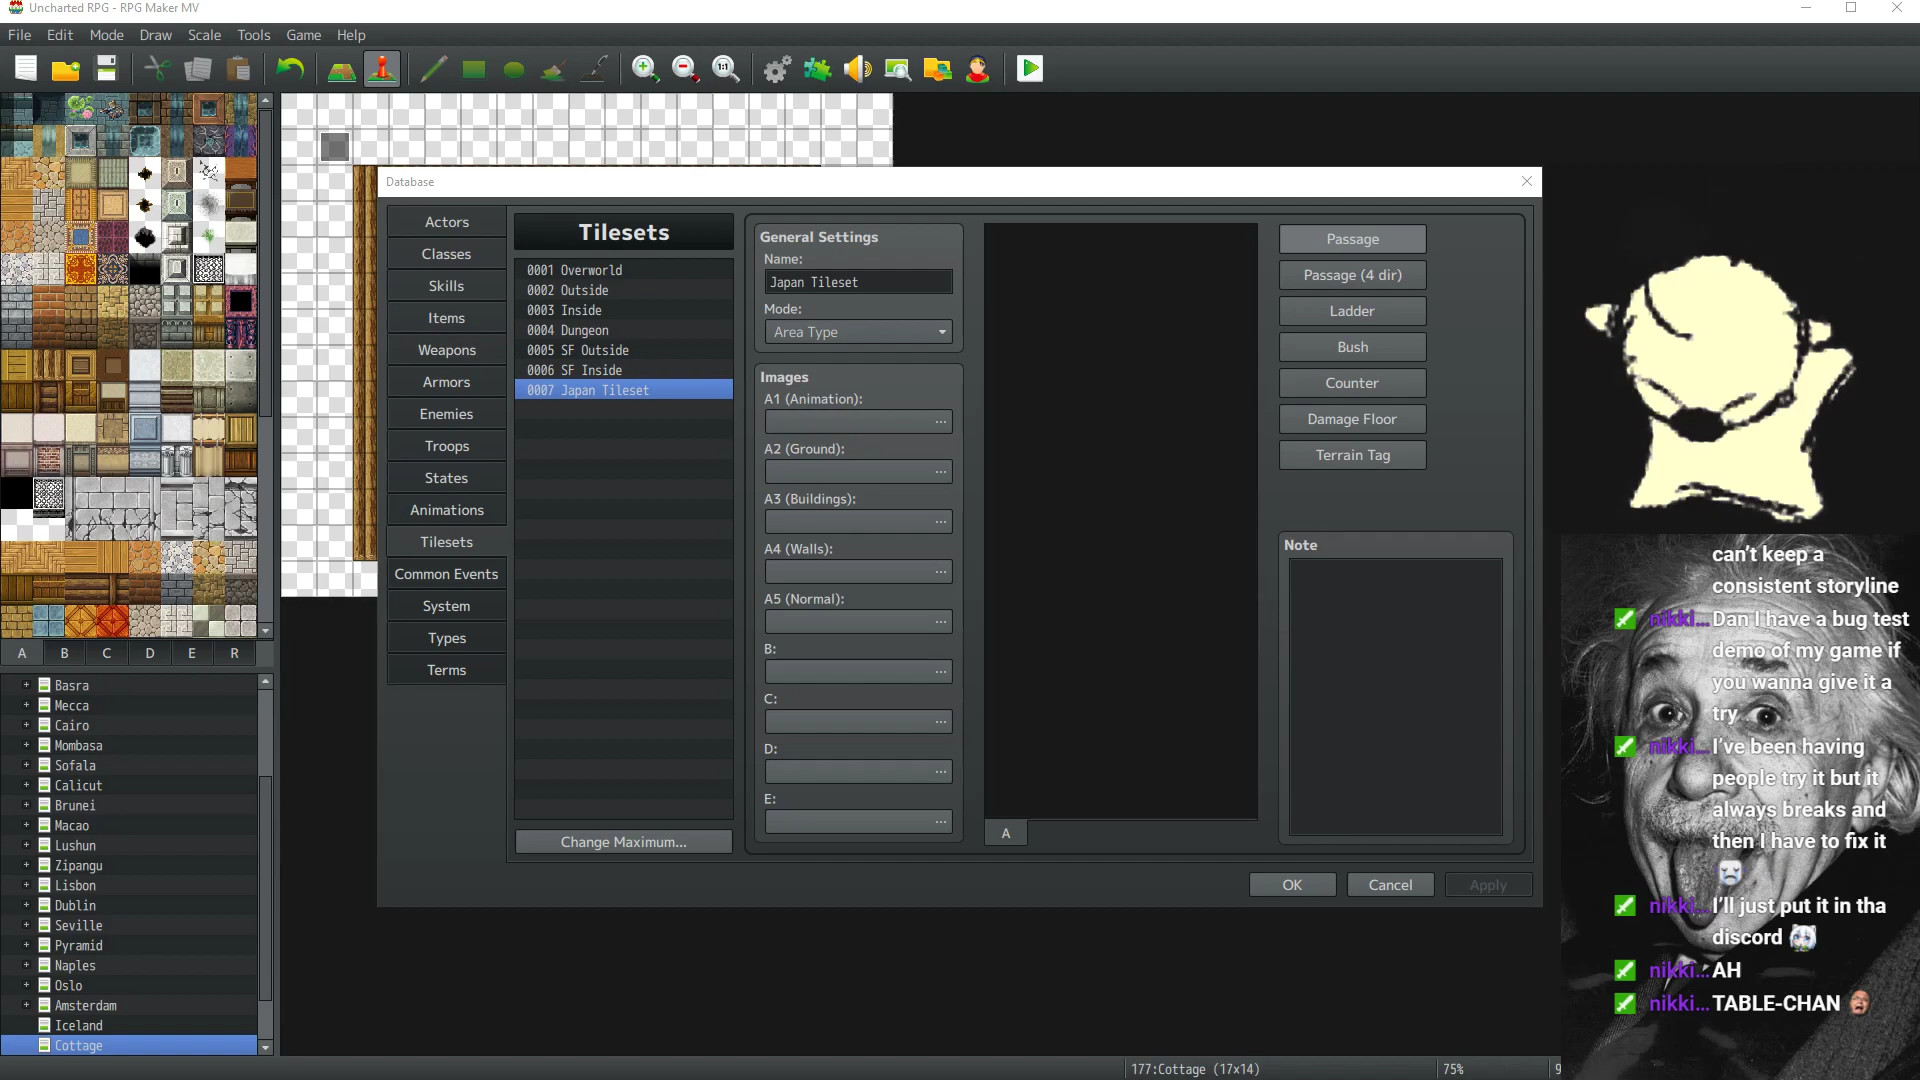 Uncharted RPG - RPG Maker MV
File Edit Mode Draw Scale Tools Game Help
1:1
Database
Actors
Classes
Skills
Items
Weapons
Armors
Enemies
Troops
States
Animations
Tilesets
Common Events
System
Types
Terms
Tilesets
0001 Overworld
0002 Outside
0003 Inside
0004 Dungeon
0005 SF Outside
0006 SF Inside
0007 Japan Tileset
Change Maximum...
General Settings
Name:
Japan Tileset
Mode:
Area Type
Images
A1 (Animation):
...
A2 (Ground):
...
A3 (Buildings):
...
A4 (Walls):
...
A5 (Normal):
...
B:
...
C:
...
D:
...
E:
...
A
Passage
Passage (4 dir)
Ladder
Bush
Counter
Damage Floor
Terrain Tag
Note
OK Cancel Apply
A B C D E R
Basra
Mecca
Cairo
Mombasa
Sofala
Calicut
Brunei
Macao
Lushun
Zipangu
Lisbon
Dublin
Seville
Pyramid
Naples
Oslo
Amsterdam
Iceland
Cottage
177:Cottage (17x14) 75% 9
can't keep a
consistent storyline
nikki... Dan I have a bug test
demo of my game if
you wanna give it a
try
nikki... I've been having
people try it but it
always breaks and
then I have to fix it
nikki... I'll just put it in tha
discord
nikki... AH
nikki... TABLE-CHAN